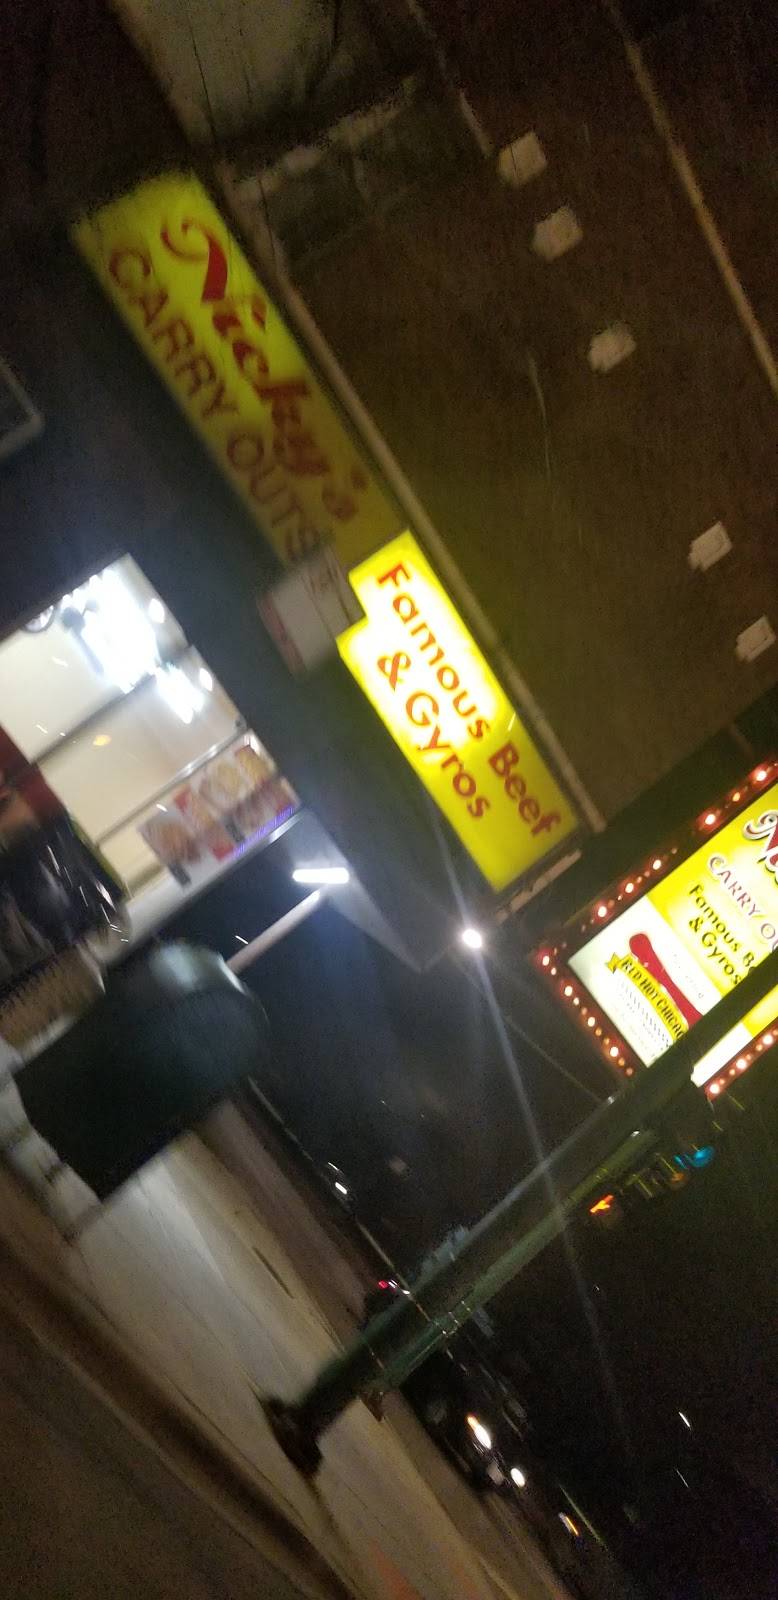 Nicky's
CARRY OUTS
Famous Beef
& Gyros
CARRY
Famous
& Gyros
RED HOT CHICAGO